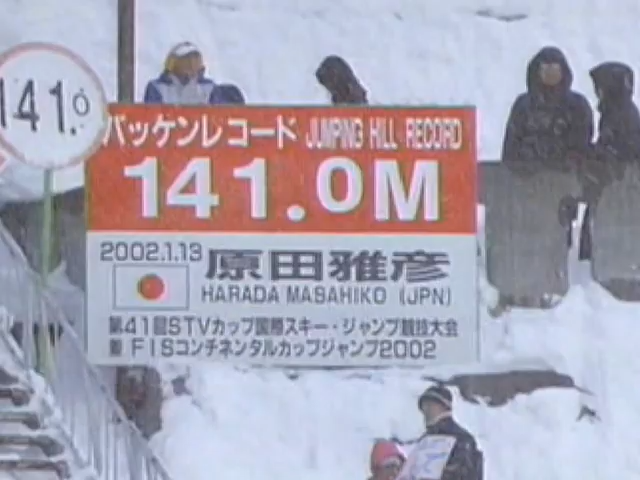 141.0
バッケンレコード JUMPING HILL RECORD
141.0M
2002.1.13 原田雅彦
HARADA MASAHIKO (JPN)
第41回STVカップ国際スキー・ジャンプ競技大会
兼 FISコンチネンタルカップジャンプ2002